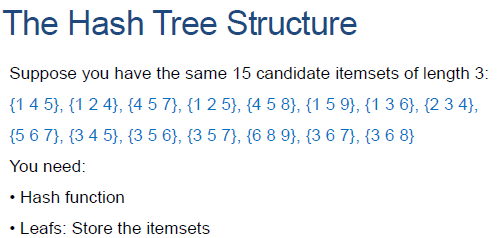 The Hash Tree Structure
Suppose you have the same 15 candidate itemsets of length 3:
{1 4 5}, {1 2 4}, {4 5 7}, {1 2 5}, {4 5 8}, {1 5 9}, {1 3 6}, {2 3 4},
{5 6 7}, {3 4 5}, {3 5 6}, {3 5 7}, {6 8 9}, {3 6 7}, {3 6 8}
You need:
• Hash function
• Leafs: Store the itemsets